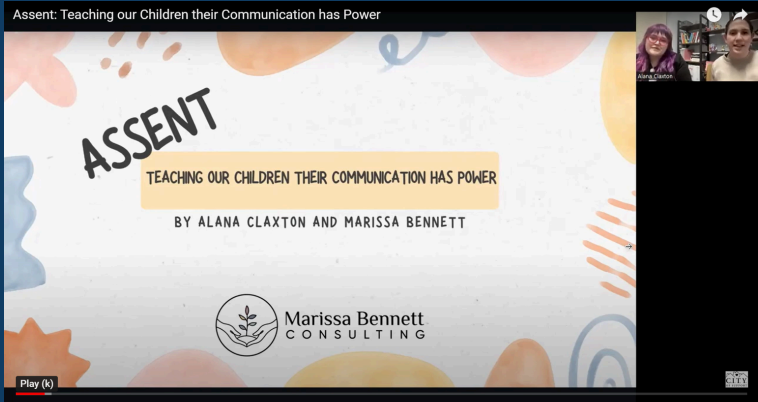 Assent: Teaching our Children their Communication has Power
Alana Claxton
ASSENT
TEACHING OUR CHILDREN THEIR COMMUNICATION HAS POWER
BY ALANA CLAXTON AND MARISSA BENNETT
Marissa Bennett
CONSULTING
Play (k)
CITY